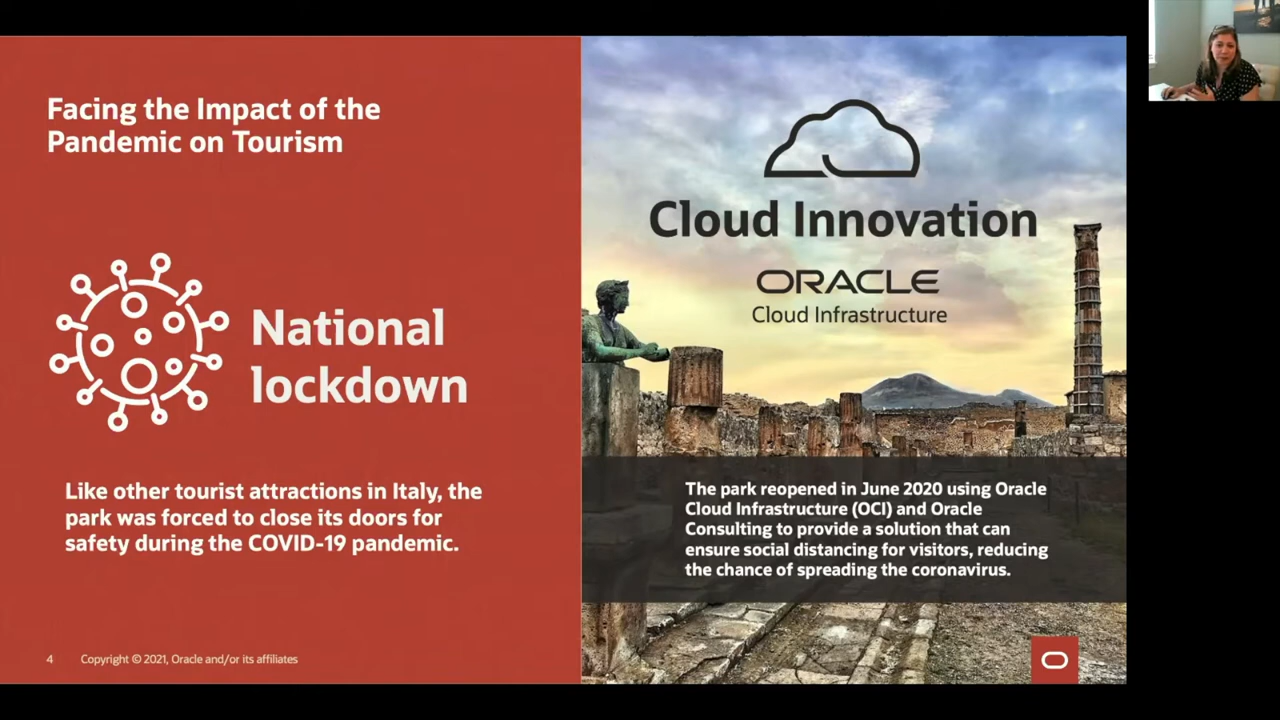 Facing the Impact of the
Pandemic on Tourism
National
lockdown
Like other tourist attractions in Italy, the
park was forced to close its doors for
safety during the COVID-19 pandemic.
4 Copyright © 2021, Oracle and/or its affiliates
Cloud Innovation
ORACLE
Cloud Infrastructure
The park reopened in June 2020 using Oracle
Cloud Infrastructure (OCI) and Oracle
Consulting to provide a solution that can
ensure social distancing for visitors, reducing
the chance of spreading the coronavirus.